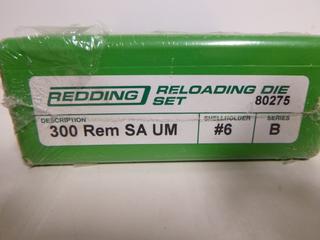 REDDING RELOADING DIE
SET 80275
DESCRIPTION SHELLHOLDER SERIES
300 Rem SA UM #6 B